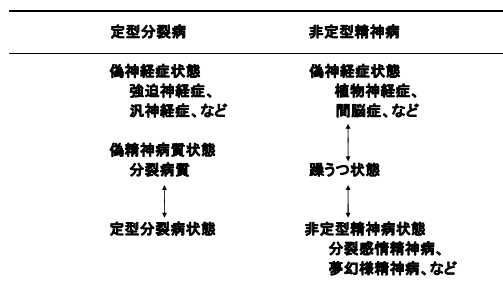 定型分裂病
非定型精神病
偽神経症状態
強迫神経症、
汎神経症、など
偽精神病質状態
分裂病質
定型分裂病状態
偽神経症状態
植物神経症、
間脳症、など
躁うつ状態
非定型精神病状態
分裂感情精神病、
夢幻様精神病、など